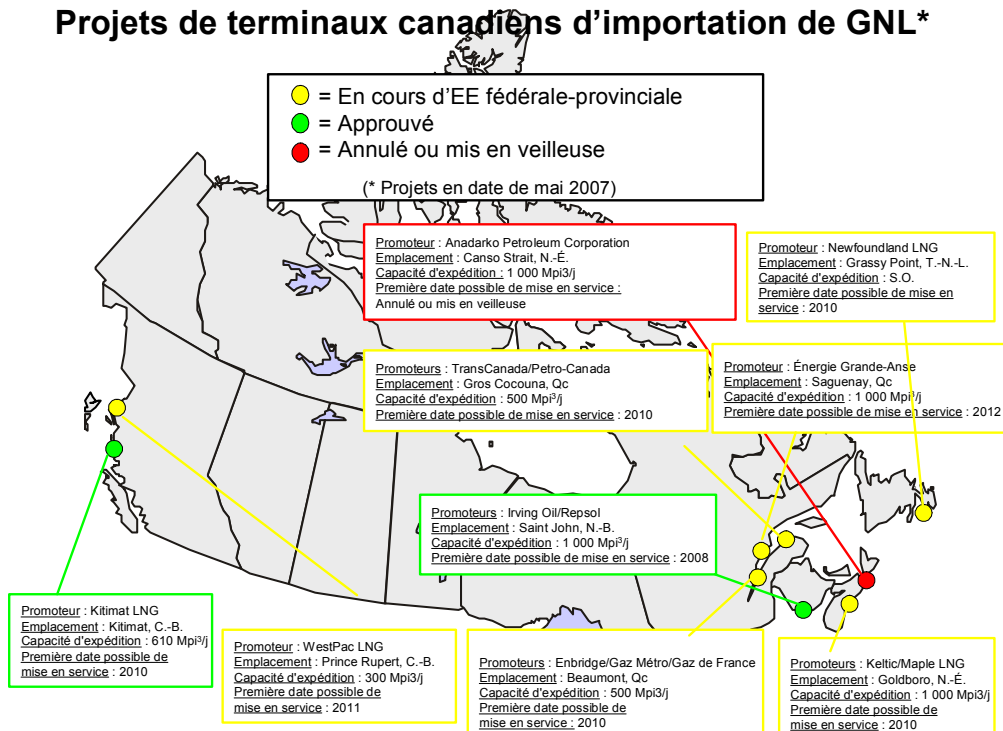 Projets de terminaux canadiens d'importation de GNL*
= En cours d'EE fédérale-provinciale
= Approuvé
= Annulé ou mis en veilleuse
(* Projets en date de mai 2007)
Promoteur : Anadarko Petroleum Corporation
Emplacement : Canso Strait, N.-É.
Capacité d'expédition : 1 000 Mpi3/j
Première date possible de mise en service :
Annulé ou mis en veilleuse
Promoteur : Newfoundland LNG
Emplacement : Grassy Point, T.-N.-L.
Capacité d'expédition : S.O.
Première date possible de mise en
service : 2010
Promoteurs : TransCanada/Petro-Canada
Emplacement : Gros Cocouna, Qc
Capacité d'expédition : 500 Mpi³/j
Première date possible de mise en service : 2010
Promoteur : Énergie Grande-Anse
Emplacement : Saguenay, Qc
Capacité d'expédition : 1 000 Mpi³/j
Première date possible de mise en service : 2012
Promoteurs : Irving Oil/Repsol
Emplacement : Saint John, N.-B.
Capacité d'expédition : 1 000 Mpi³/j
Première date possible de mise en service : 2008
Promoteur : Kitimat LNG
Emplacement : Kitimat, C.-B.
Capacité d'expédition : 610 Mpi³/j
Première date possible de
mise en service : 2010
Promoteur : WestPac LNG
Emplacement : Prince Rupert, C.-B.
Capacité d'expédition : 300 Mpi3/j
Première date possible de
mise en service : 2011
Promoteurs : Enbridge/Gaz Métro/Gaz de France
Emplacement : Beaumont, Qc
Capacité d'expédition : 500 Mpi3/j
Première date possible de
mise en service : 2010
Promoteurs : Keltic/Maple LNG
Emplacement : Goldboro, N.-É.
Capacité d'expédition : 1 000 Mpi³/j
Première date possible de
mise en service : 2010